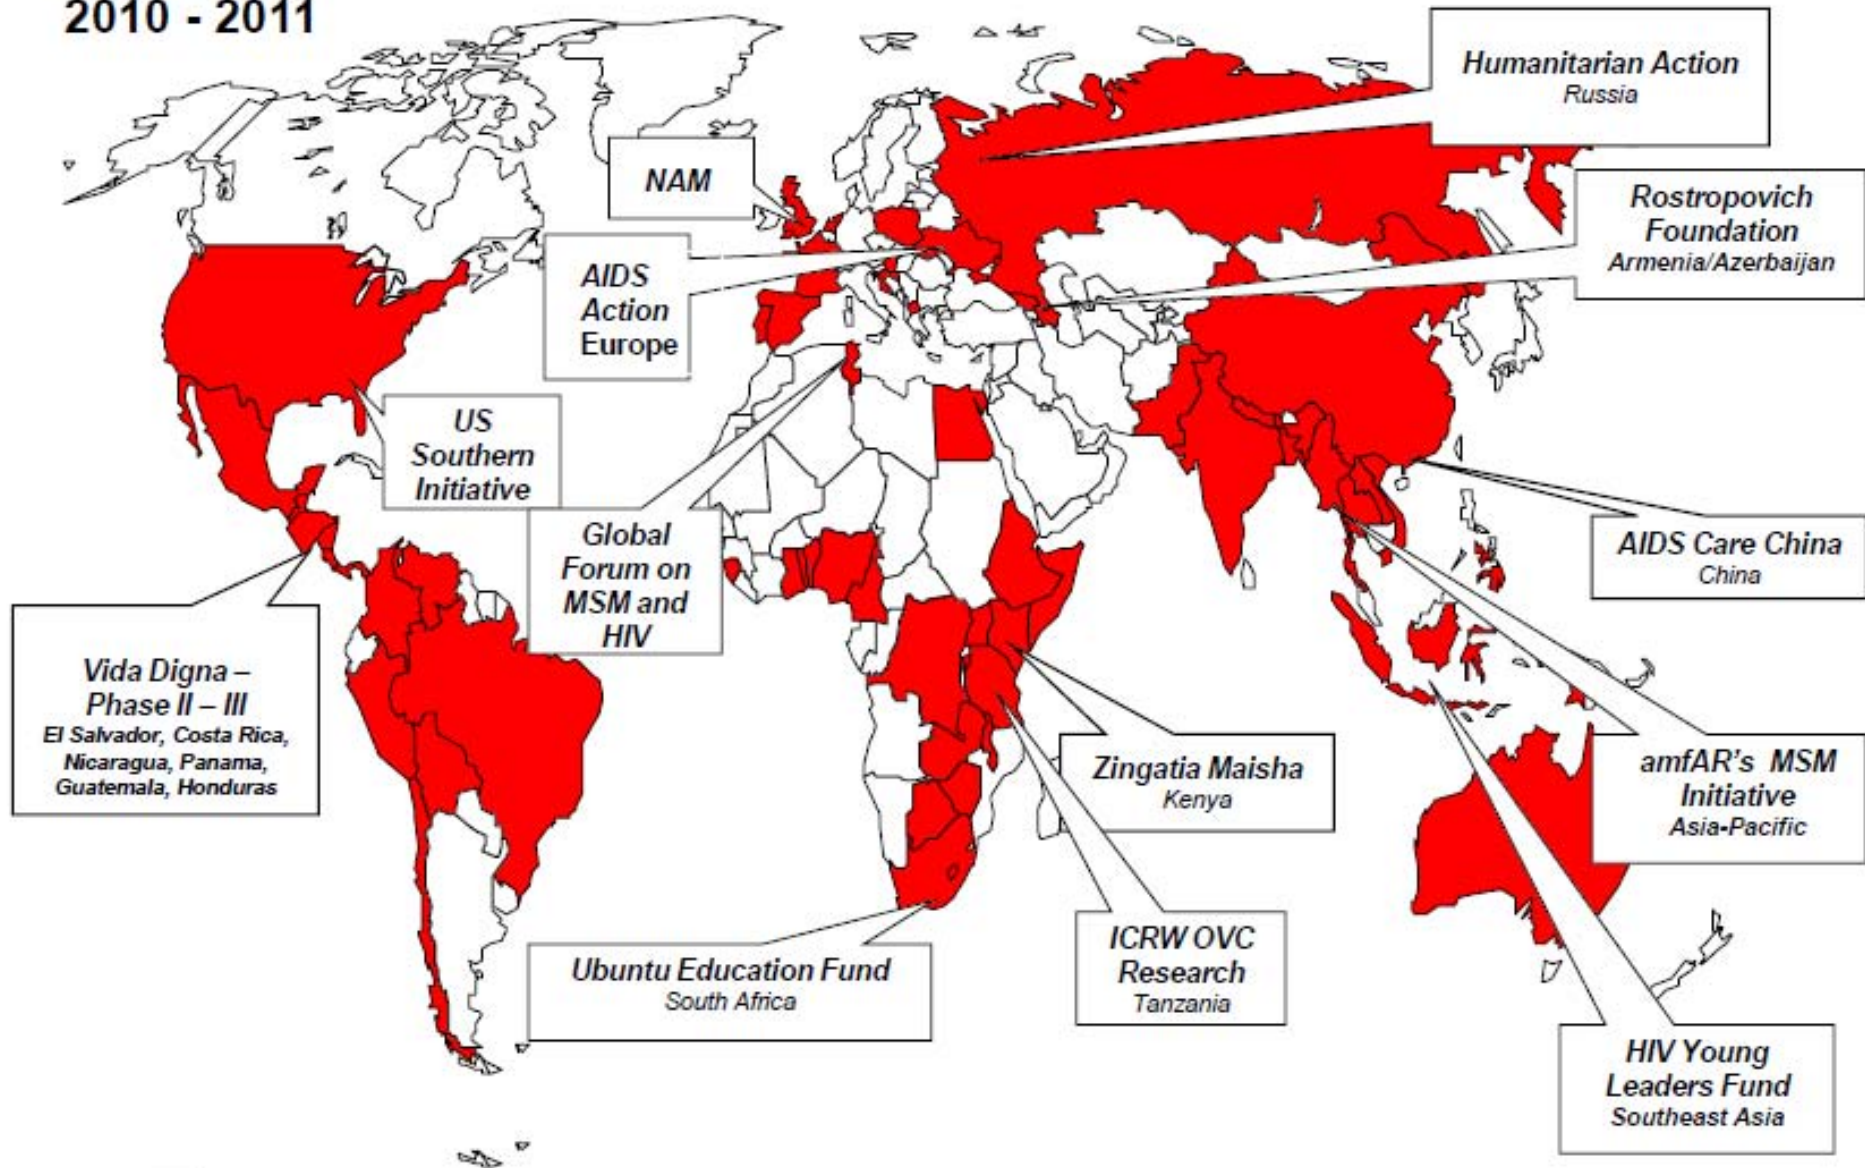 2010 - 2011
Humanitarian Action
Russia
NAM
Rostropovich
Foundation
Armenia/Azerbaijan
AIDS
Action
Europe
US
Southern
Initiative
Global
Forum on
MSM and
HIV
AIDS Care China
China
Vida Digna –
Phase II – III
El Salvador, Costa Rica,
Nicaragua, Panama,
Guatemala, Honduras
Zingatia Maisha
Kenya
amfAR's MSM
Initiative
Asia-Pacific
ICRW OVC
Research
Tanzania
Ubuntu Education Fund
South Africa
HIV Young
Leaders Fund
Southeast Asia